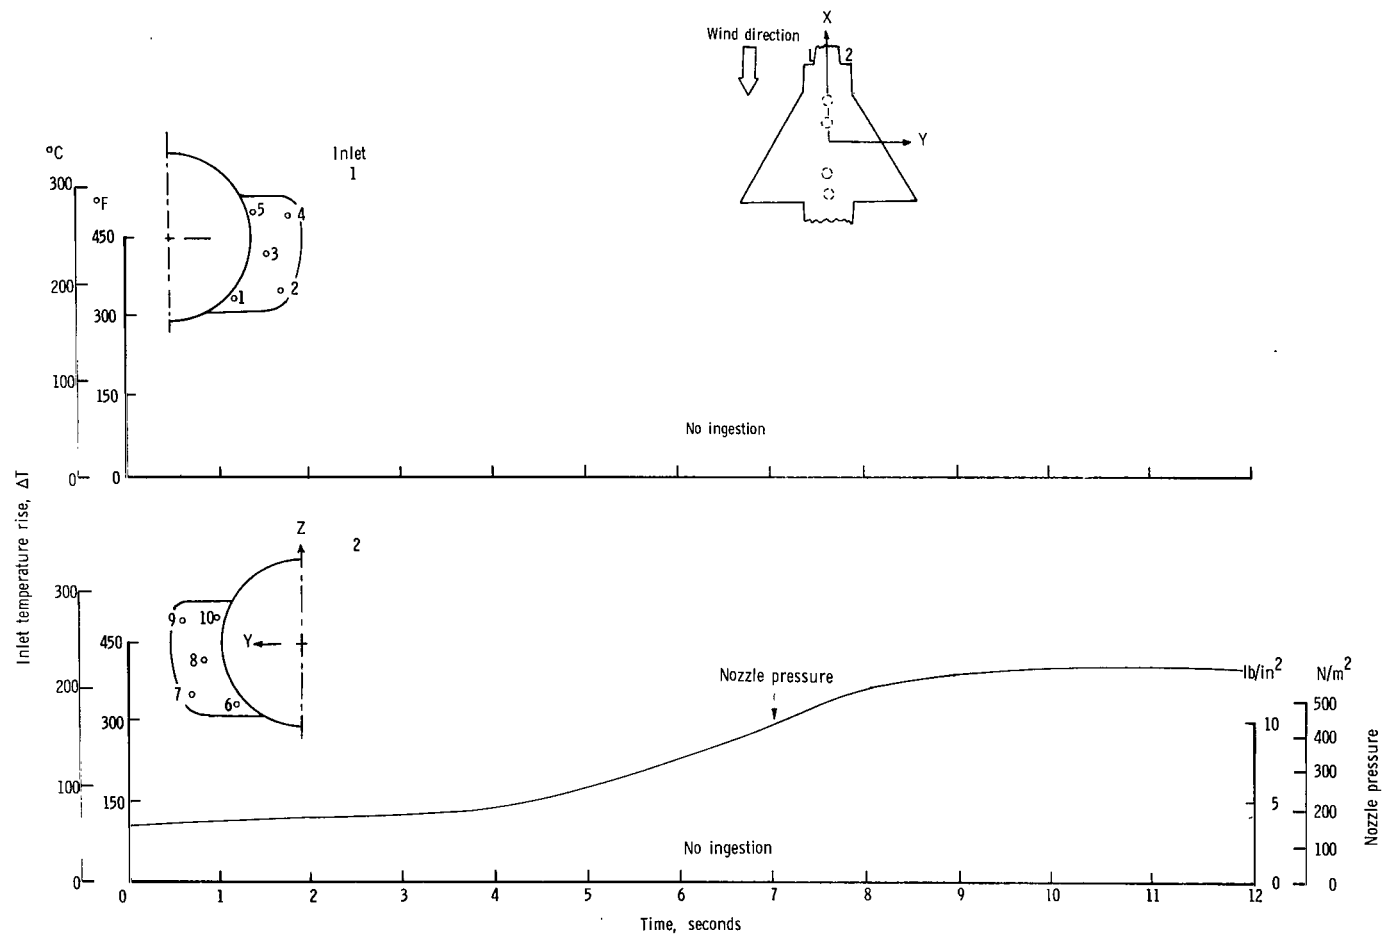 X
Wind direction
1 2
Y
°C
Inlet
1
300
°F
450
200
300
100
150
0
0
5
4
3
2
1
No ingestion
Inlet temperature rise, ΔT
Z
2
300
450
200
300
100
150
0
9
10
Y
8
7
6
Nozzle pressure
lb/in²
N/m²
10
5
0
500
400
300
200
100
0
Nozzle pressure
No ingestion
0 1 2 3 4 5 6 7 8 9 10 11 12
Time, seconds